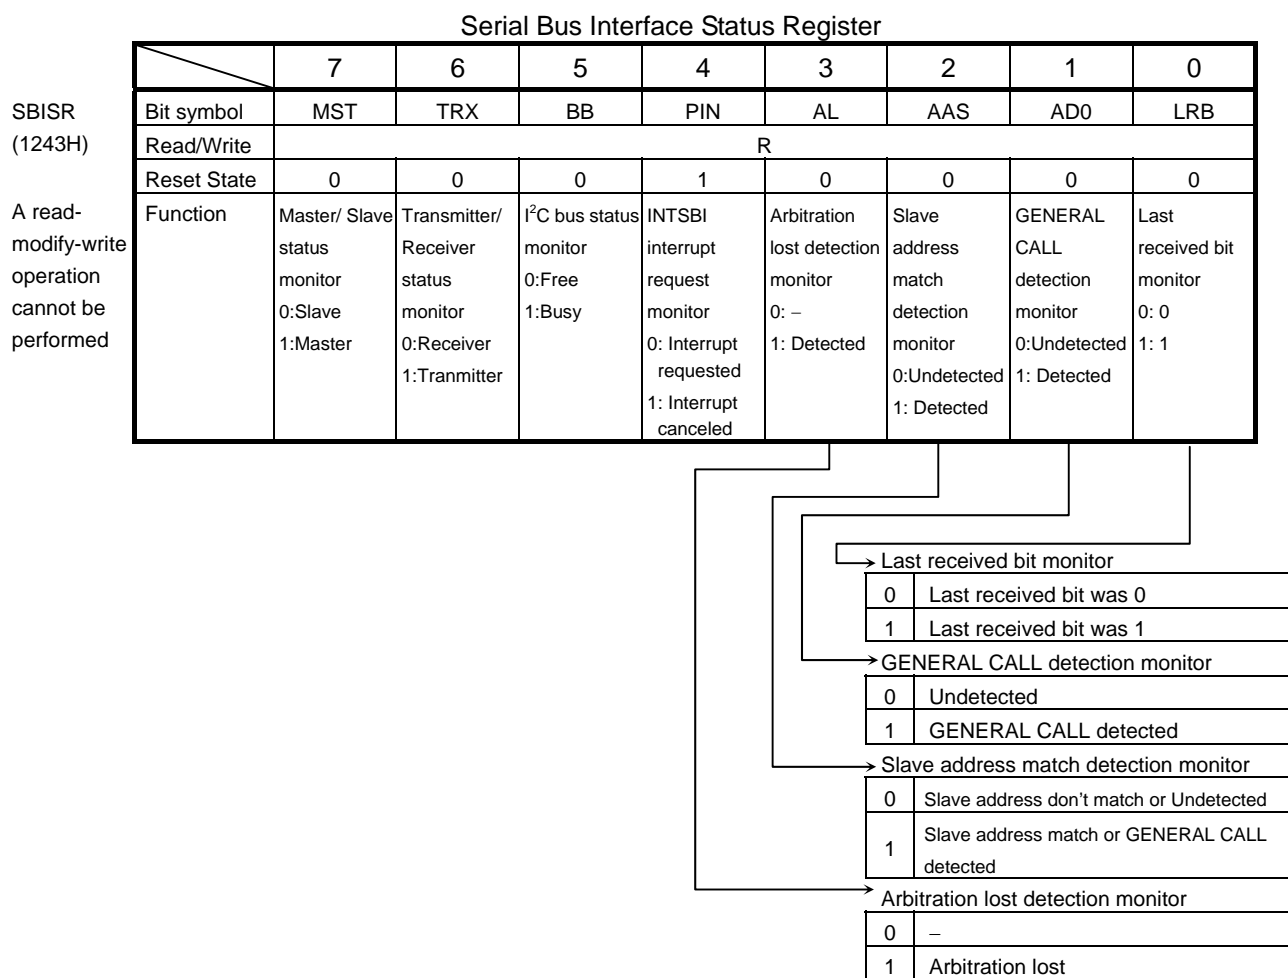 Serial Bus Interface Status Register
7 6 5 4 3 2 1 0
SBISR Bit symbol MST TRX BB PIN AL AAS AD0 LRB
(1243H) Read/Write R
Reset State 0 0 0 1 0 0 0 0
A read-
modify-write
operation
cannot be
performed
Function
Master/ Slave
status
monitor
0:Slave
1:Master
Transmitter/
Receiver
status
monitor
0:Receiver
1:Tranmitter
I²C bus status
monitor
0:Free
1:Busy
INTSBI
interrupt
request
monitor
0: Interrupt
requested
1: Interrupt
canceled
Arbitration
lost detection
monitor
0: −
1: Detected
Slave
address
match
detection
monitor
0:Undetected
1: Detected
GENERAL
CALL
detection
monitor
0:Undetected
1: Detected
Last
received bit
monitor
0: 0
1: 1
Last received bit monitor
0 Last received bit was 0
1 Last received bit was 1
GENERAL CALL detection monitor
0 Undetected
1 GENERAL CALL detected
Slave address match detection monitor
0 Slave address don't match or Undetected
1 Slave address match or GENERAL CALL
detected
Arbitration lost detection monitor
0 −
1 Arbitration lost